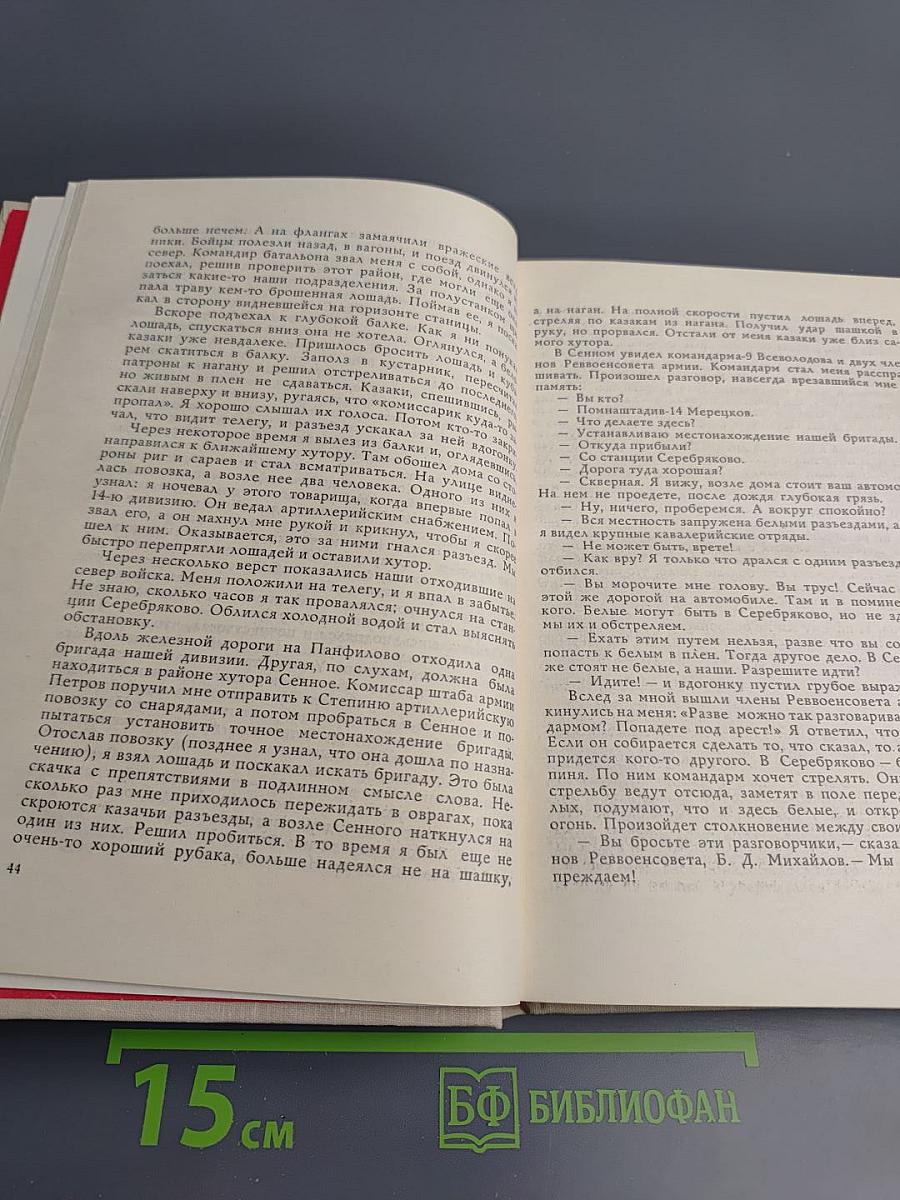 больше нечем. А на флангах замаячили вражеские
ники. Бойцы полезли назад, в вагоны, и поезд двинулся
север. Командир батальона звал меня с собой, однако я
поехал, решив проверить этот район, где могли еще
заться какие-то наши подразделения. За полустанком
пала траву кем-то брошенная лошадь. Поймав ее, я
кал в сторону видневшейся на горизонте станицы.
Вскоре подъехал к глубокой балке. Как я ни понукал
лошадь, спускаться вниз она не хотела. Оглянулся, а
казаки уже невдалеке. Пришлось бросить лошадь и
рем скатиться в балку. Заполз в кустарник,
патроны к нагану и решил отстреливаться до последнего
но живым в плен не сдаваться. Казаки, спешившись,
скали наверху и внизу, ругаясь, что «комиссарик куда-то
пропал». Я хорошо слышал их голоса. Потом кто-то
чал, что видит телегу, и разъезд ускакал за ней вдогонку
Через некоторое время я вылез из балки и, оглядевшись
направился к ближайшему хутору. Там обошел дома со
роны риг и сараев и стал всматриваться. На улице
лась повозка, а возле нее два человека. Одного из них
узнал: я ночевал у этого товарища, когда впервые попал
14-ю дивизию. Он ведал артиллерийским снабжением.
звал его, а он махнул мне рукой и крикнул, чтобы я скорее
шел к ним. Оказывается, это за ними гнался разъезд. Мы
быстро перепрягли лошадей и оставили хутор.
Через несколько верст показались наши отходившие на
север войска. Меня положили на телегу, и я впал в забытье.
Не знаю, сколько часов я так провалялся; очнулся на стан-
ции Серебряково. Облился холодной водой и стал выяснять
обстановку.
Вдоль железной дороги на Панфилово отходила одна
бригада нашей дивизии. Другая, по слухам, должна была
находиться в районе хутора Сенное. Комиссар штаба армии
Петров поручил мне отправить к Степиню артиллерийскую
повозку со снарядами, а потом пробраться в Сенное и по-
пытаться установить точное местонахождение бригады.
Отослав повозку (позднее я узнал, что она дошла по назна-
чению), я взял лошадь и поскакал искать бригаду. Это была
скачка с препятствиями в подлинном смысле слова. Не-
сколько раз мне приходилось пережидать в оврагах, пока
скроются казачьи разъезды, а возле Сенного наткнулся на
один из них. Решил пробиться. В то время я был еще не
очень-то хороший рубака, больше надеялся не на шашку,
44
а на наган. На полной скорости пустил лошадь вперед,
стреляя по казакам из нагана. Получил удар шашкой в
руку, но прорвался. Отстали от меня казаки уже близ са-
мого хутора.
В Сенном увидел командарма-9 Всеволодова и двух чле
нов Реввоенсовета армии. Командарм стал меня расспра
шивать. Произошел разговор, навсегда врезавшийся мне
память:
— Вы кто?
— Помнаштадив-14 Мерецков.
— Что делаете здесь?
— Устанавливаю местонахождение нашей бригады.
— Откуда прибыли?
— Со станции Серебряково.
— Дорога туда хорошая?
— Скверная. Я вижу, возле дома стоит ваш автомо
На нем не проедете, после дождя глубокая грязь.
— Ну, ничего, проберемся. А вокруг спокойно?
— Вся местность запружена белыми разъездами, а
я видел крупные кавалерийские отряды.
— Не может быть, врете!
— Как вру? Я только что дрался с одним разъезд
отбился.
— Вы морочите мне голову. Вы трус! Сейчас
этой же дорогой на автомобиле. Там и в помине
кого. Белые могут быть в Серебряково, но не зд
мы их и обстреляем.
— Ехать этим путем нельзя, разве что вы со
попасть к белым в плен. Тогда другое дело. В Се
же стоят не белые, а наши. Разрешите идти?
— Идите! — и вдогонку пустил грубое выраж
Вслед за мной вышли члены Реввоенсовета а
кинулись на меня: «Разве можно так разговарива
дармом? Попадете под арест!» Я ответил, что
Если он собирается сделать то, что сказал, то а
придется кого-то другого. В Серебряково — б
пиня. По ним командарм хочет стрелять. Он
стрельбу ведут отсюда, заметят в поле перед
лых, подумают, что и здесь белые, и откр
огонь. Произойдет столкновение между свои
— Вы бросьте эти разговорчики,— сказа
нов Реввоенсовета, Б. Д. Михайлов.— Мы
преждаем!
15 см
БФ БИБЛИОФАН